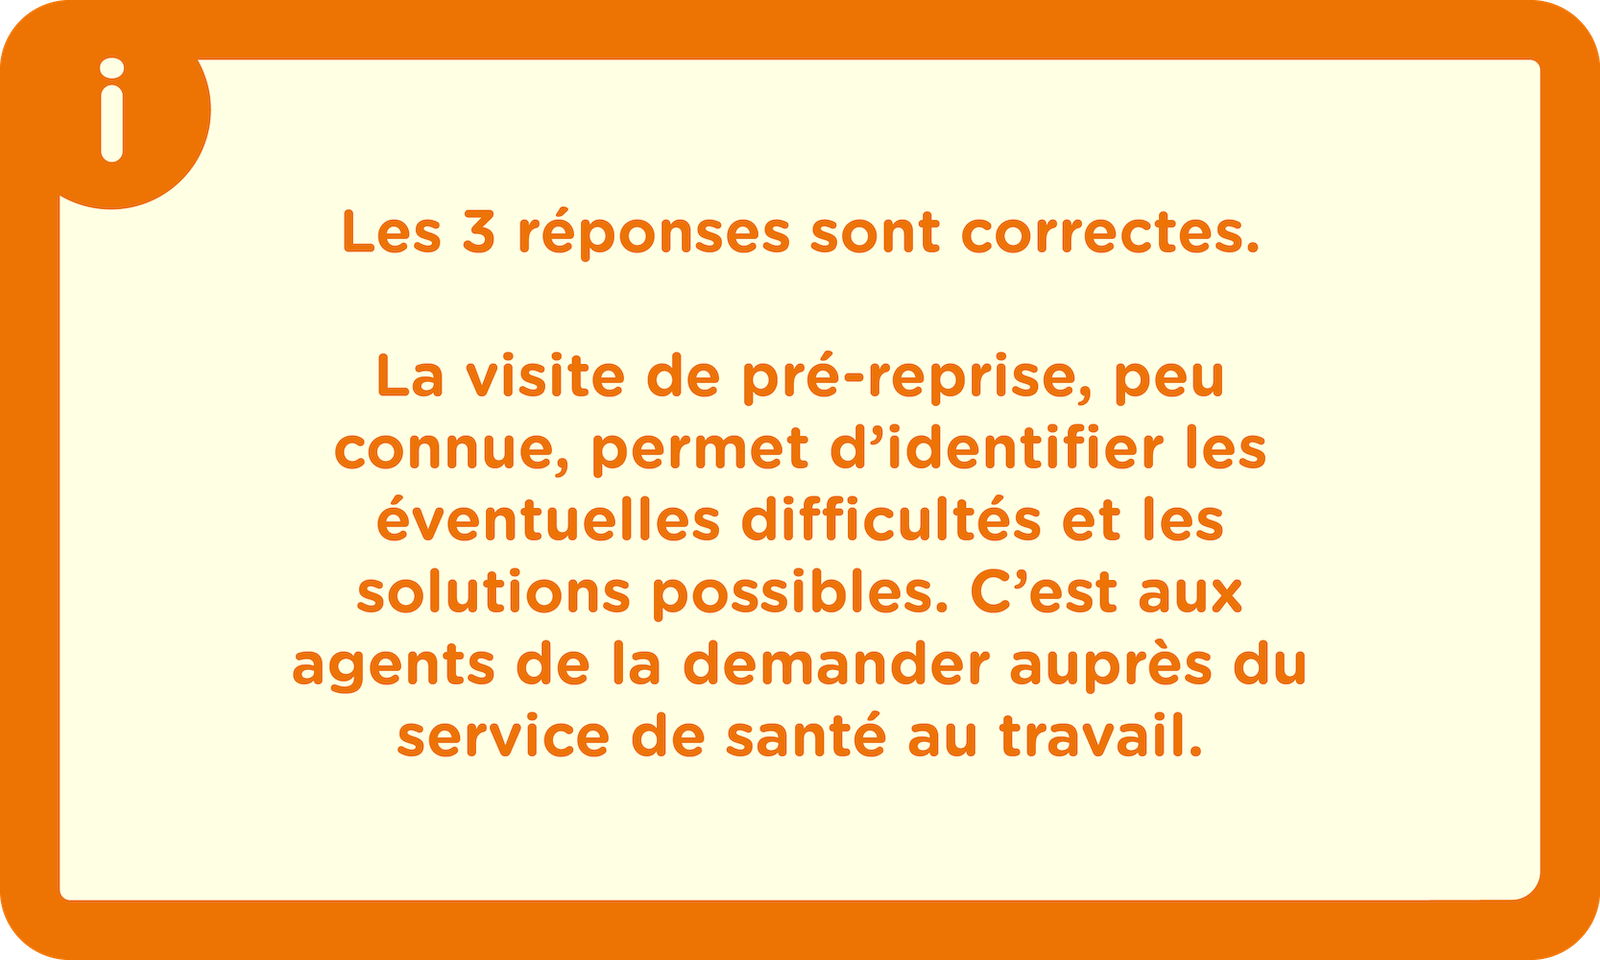 i
Les 3 réponses sont correctes.
La visite de pré-reprise, peu
connue, permet d’identifier les
éventuelles difficultés et les
solutions possibles. C’est aux
agents de la demander auprès du
service de santé au travail.